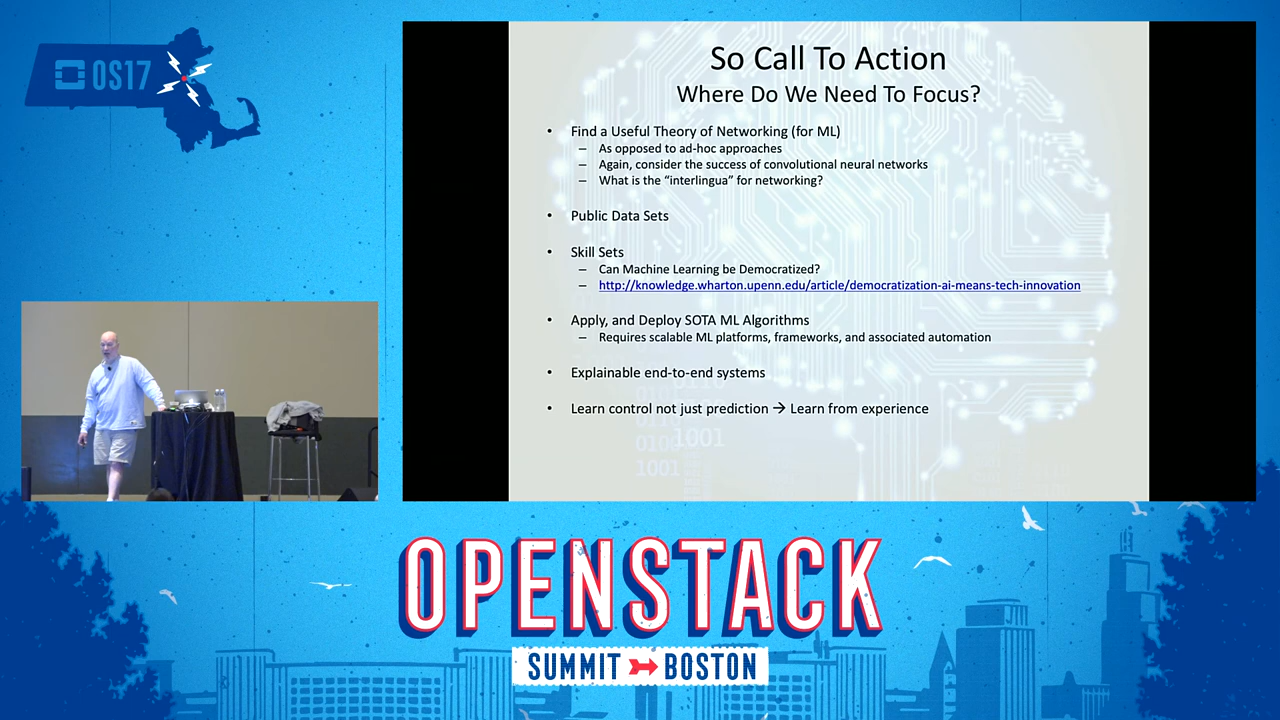 OS17
So Call To Action
Where Do We Need To Focus?
• Find a Useful Theory of Networking (for ML)
– As opposed to ad-hoc approaches
– Again, consider the success of convolutional neural networks
– What is the “interlingua” for networking?
• Public Data Sets
• Skill Sets
– Can Machine Learning be Democratized?
– http://knowledge.wharton.upenn.edu/article/democratization-ai-means-tech-innovation
• Apply, and Deploy SOTA ML Algorithms
– Requires scalable ML platforms, frameworks, and associated automation
• Explainable end-to-end systems
• Learn control not just prediction → Learn from experience
0100 1001
1001
OPENSTACK
SUMMIT BOSTON